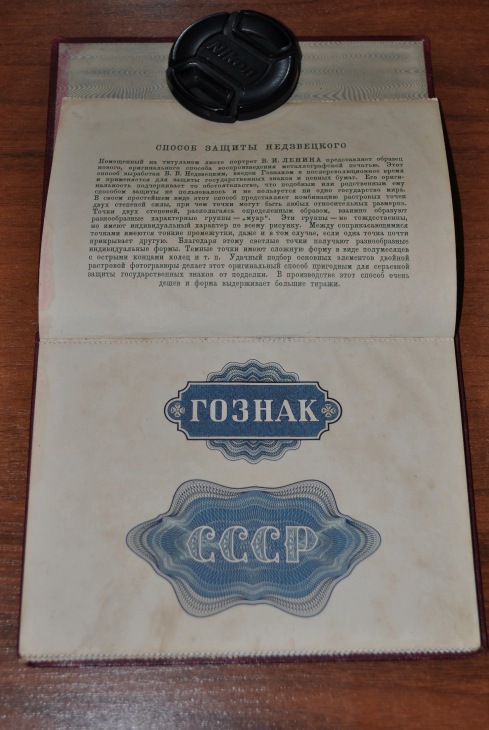 Nikon
СПОСОБ ЗАЩИТЫ НЕДЗВЕЦКОГО
Помещенный на титульном листе портрет В. И. ЛЕНИНА представляет образец
нового, оригинального способа воспроизведения металлографской печатью. Этот
способ выработан В. В. Недзвецким, введен Гознаком в послереволюционное время
и применяется для защиты государственных знаков и ценных бумаг. Его ориги-
нальность подчеркивает то обстоятельство, что подобным или родственным ему
способом защиты не пользовалось и не пользуется ни одно государство мира.
В своем простейшем виде этот способ представляет комбинацию растровых точек
двух степеней силы, при чем точки могут быть любых относительных размеров.
Точки двух степеней, располагаясь определенным образом, взаимно образуют
разнообразные характерные группы — „муар“. Эти группы — не тождественны,
но имеют индивидуальный характер по всему рисунку. Между соприкасающимися
точками имеются тонкие промежутки, даже и в том случае, если одна точка почти
прикрывает другую. Благодаря этому светлые точки получают разнообразные
индивидуальные формы. Темные точки имеют сложную форму в виде полумесяцев
с острыми концами колец и т. п. Удачный подбор основных элементов двойной
растровой фотогравюры делает этот оригинальный способ пригодным для серьезной
защиты государственных знаков от подделки. В производстве этот способ очень
дешев и форма выдерживает большие тиражи.
ГОЗНАК
СССР